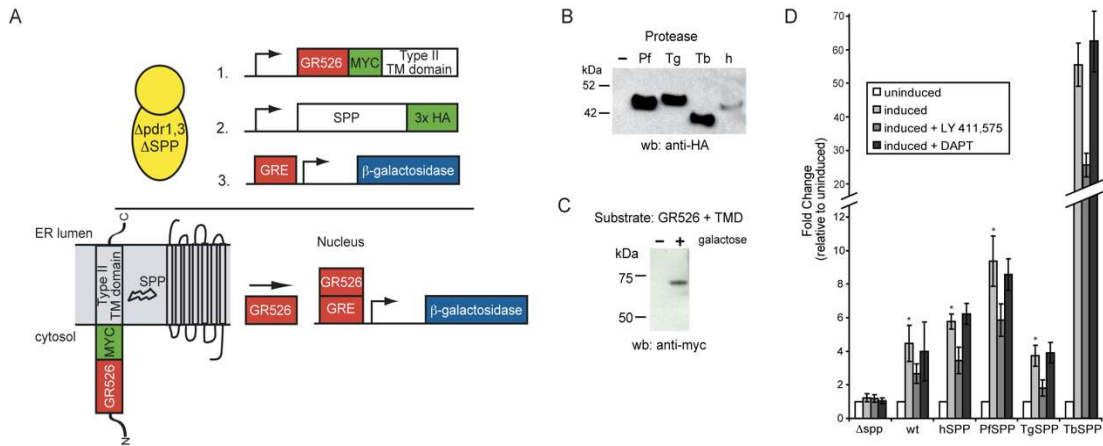 A
1.
GR526
MYC
Type II
TM domain
Δpdr1,3
ΔSPP
2.
SPP
3x HA
3.
GRE
β-galactosidase
ER lumen
C
Type II
TM domain
SPP
cytosol
MYC
GR526
N
GR526
Nucleus
GR526
GRE
β-galactosidase
B
Protease
– Pf Tg Tb h
kDa
52
42
wb: anti-HA
C
Substrate: GR526 + TMD
– + galactose
kDa
75
50
wb: anti-myc
D
Fold Change
(relative to uninduced)
70
60
50
40
30
20
10
8
6
4
2
0
uninduced
induced
induced + LY 411,575
induced + DAPT
*
*
*
*
Δspp wt hSPP PfSPP TgSPP TbSPP